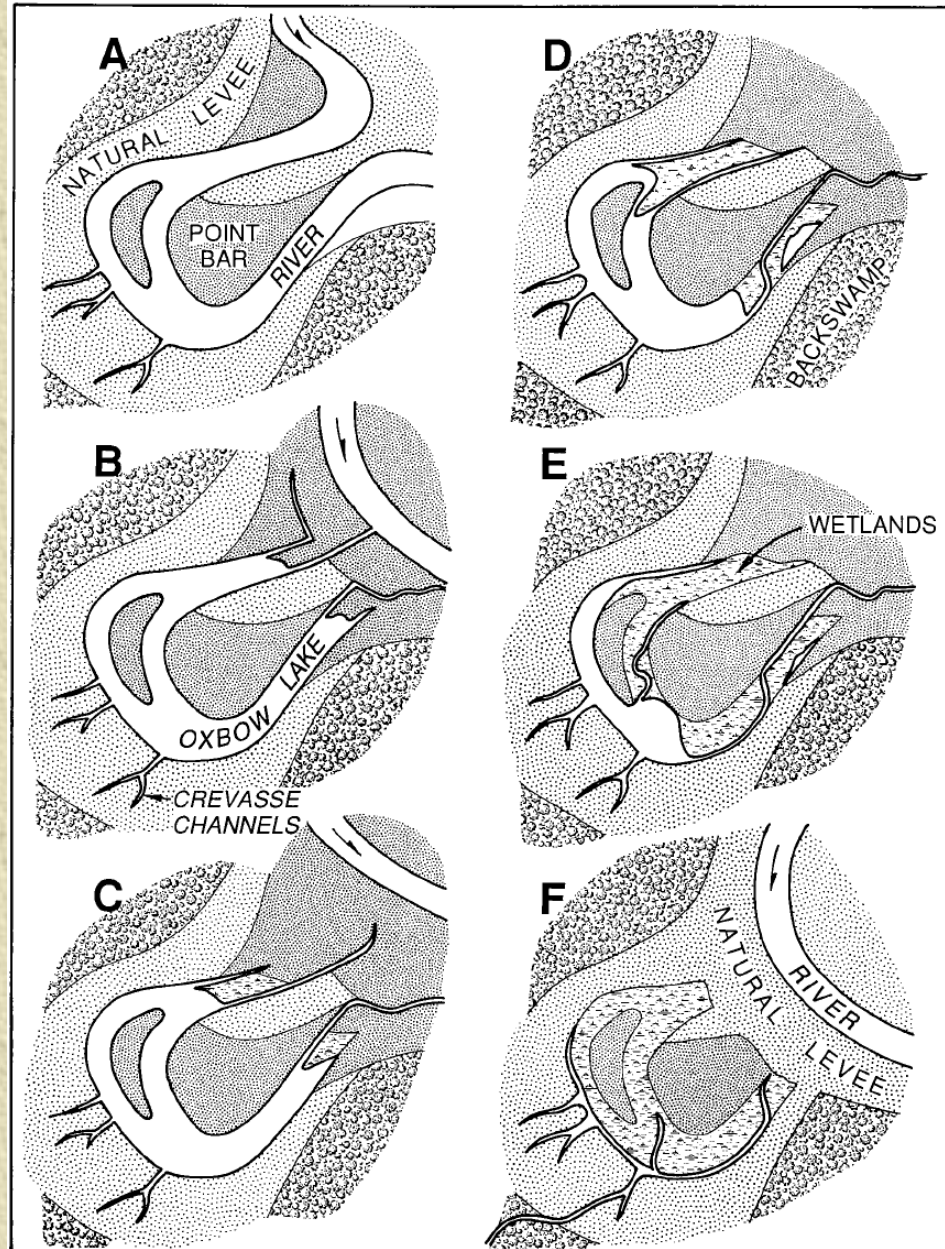 A
NATURAL LEVEE
POINT
BAR
RIVER
B
OXBOW LAKE
CREVASSE
CHANNELS
C
D
BACKSWAMP
E
WETLANDS
F
NATURAL LEVEE
RIVER